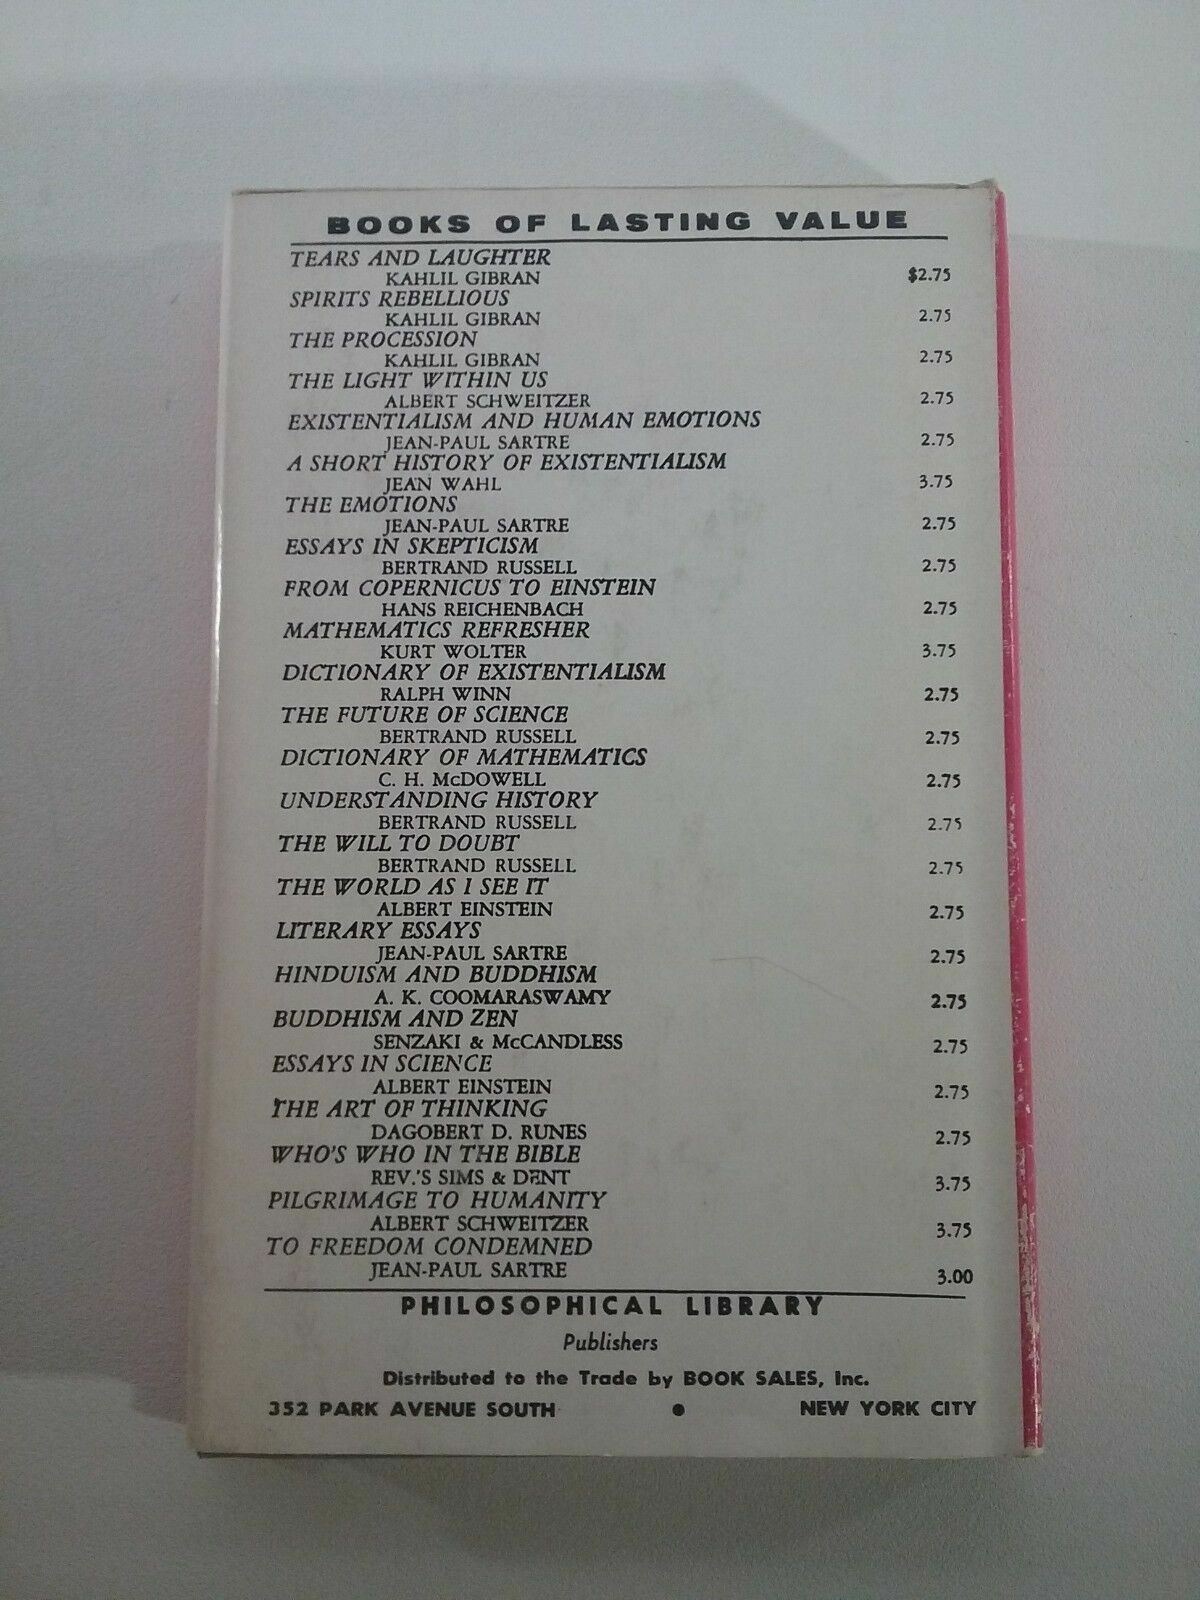 BOOKS OF LASTING VALUE
TEARS AND LAUGHTER
KAHLIL GIBRAN $2.75
SPIRITS REBELLIOUS
KAHLIL GIBRAN 2.75
THE PROCESSION
KAHLIL GIBRAN 2.75
THE LIGHT WITHIN US
ALBERT SCHWEITZER 2.75
EXISTENTIALISM AND HUMAN EMOTIONS
JEAN-PAUL SARTRE 2.75
A SHORT HISTORY OF EXISTENTIALISM
JEAN WAHL 3.75
THE EMOTIONS
JEAN-PAUL SARTRE 2.75
ESSAYS IN SKEPTICISM
BERTRAND RUSSELL 2.75
FROM COPERNICUS TO EINSTEIN
HANS REICHENBACH 2.75
MATHEMATICS REFRESHER
KURT WOLTER 3.75
DICTIONARY OF EXISTENTIALISM
RALPH WINN 2.75
THE FUTURE OF SCIENCE
BERTRAND RUSSELL 2.75
DICTIONARY OF MATHEMATICS
C. H. McDOWELL 2.75
UNDERSTANDING HISTORY
BERTRAND RUSSELL 2.75
THE WILL TO DOUBT
BERTRAND RUSSELL 2.75
THE WORLD AS I SEE IT
ALBERT EINSTEIN 2.75
LITERARY ESSAYS
JEAN-PAUL SARTRE 2.75
HINDUISM AND BUDDHISM
A. K. COOMARASWAMY 2.75
BUDDHISM AND ZEN
SENZAKI & McCANDLESS 2.75
ESSAYS IN SCIENCE
ALBERT EINSTEIN 2.75
THE ART OF THINKING
DAGOBERT D. RUNES 2.75
WHO'S WHO IN THE BIBLE
REV.'S SIMS & DENT 3.75
PILGRIMAGE TO HUMANITY
ALBERT SCHWEITZER 3.75
TO FREEDOM CONDEMNED
JEAN-PAUL SARTRE 3.00
PHILOSOPHICAL LIBRARY
Publishers
Distributed to the Trade by BOOK SALES, Inc.
352 PARK AVENUE SOUTH • NEW YORK CITY